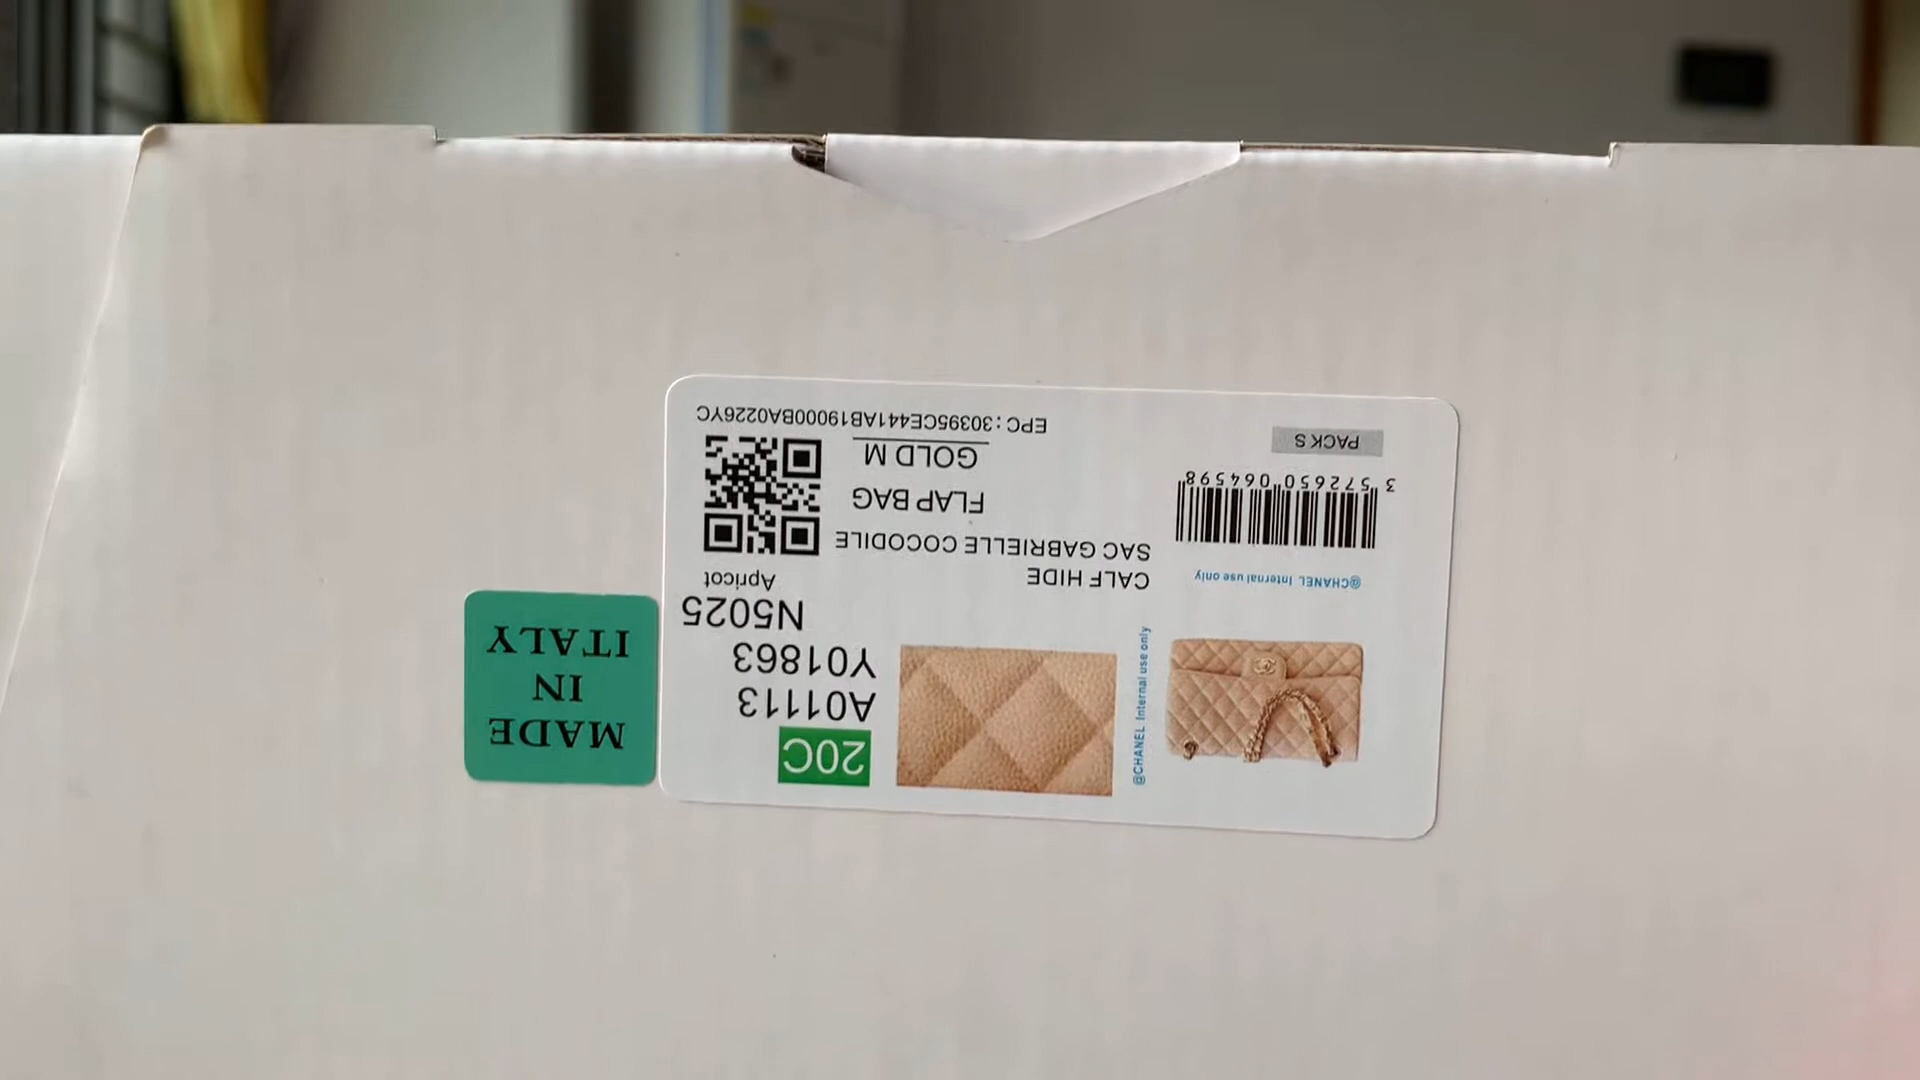 20C
A01113
Y01863
N5025
Apricot
@CHANEL Internal use only
CALF HIDE
SAC GABRIELLE COCODILE
FLAP BAG
GOLD M
EPC:30395CE441AB19000BA0226YC
@CHANEL Internal use only
3 572650 064598
PACK S
MADE
IN
ITALY